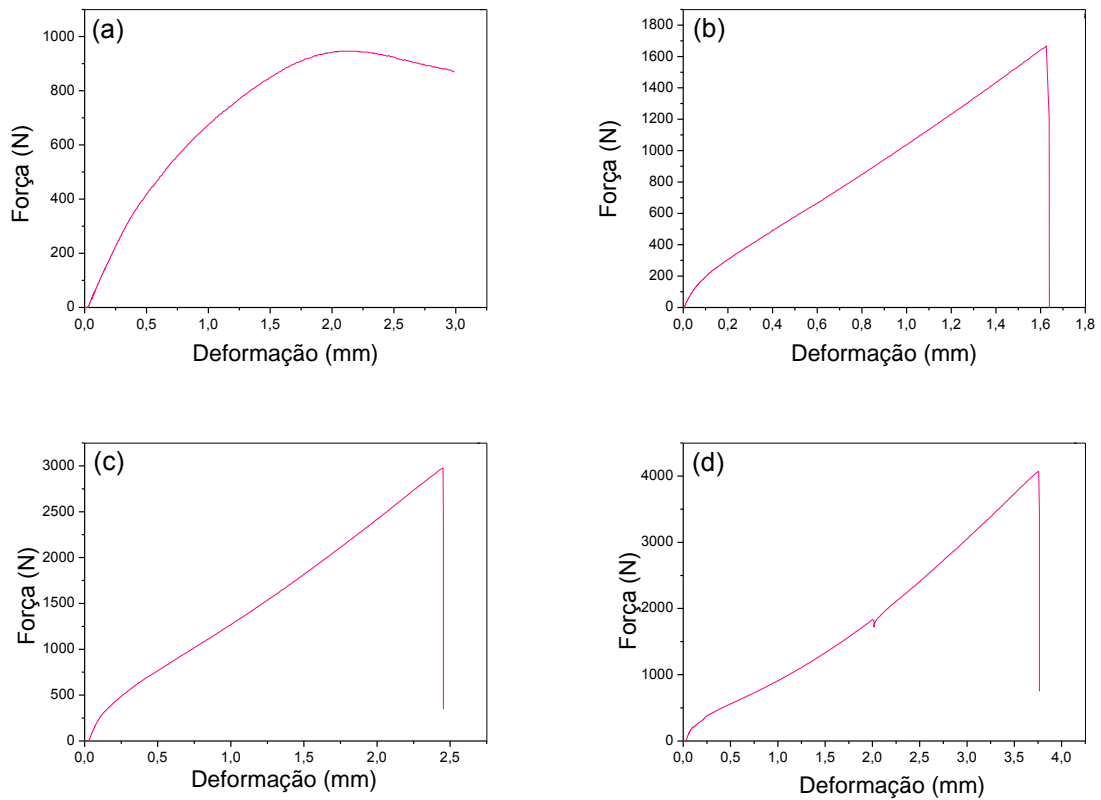 (a)
Força (N)
1000
800
600
400
200
0
0,0 0,5 1,0 1,5 2,0 2,5 3,0
Deformação (mm)
(b)
Força (N)
1800
1600
1400
1200
1000
800
600
400
200
0
0,0 0,2 0,4 0,6 0,8 1,0 1,2 1,4 1,6 1,8
Deformação (mm)
(c)
Força (N)
3000
2500
2000
1500
1000
500
0
0,0 0,5 1,0 1,5 2,0 2,5
Deformação (mm)
(d)
Força (N)
4000
3000
2000
1000
0
0,0 0,5 1,0 1,5 2,0 2,5 3,0 3,5 4,0
Deformação (mm)